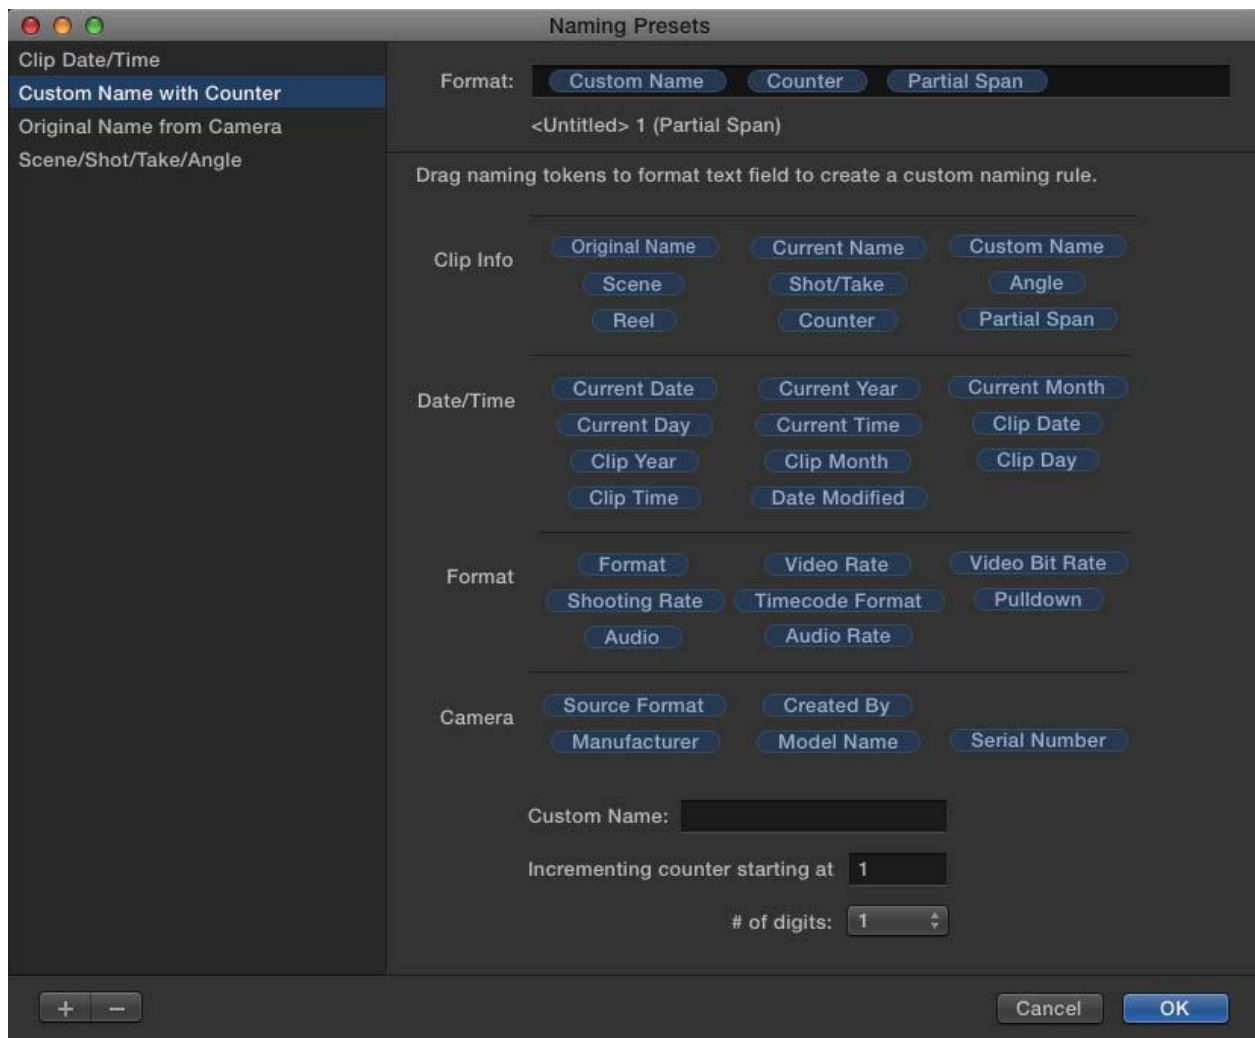 Naming Presets
Clip Date/Time
Custom Name with Counter
Original Name from Camera
Scene/Shot/Take/Angle
Format: Custom Name Counter Partial Span
<Untitled> 1 (Partial Span)
Drag naming tokens to format text field to create a custom naming rule.
Clip Info
Original Name Current Name Custom Name
Scene Shot/Take Angle
Reel Counter Partial Span
Date/Time
Current Date Current Year Current Month
Current Day Current Time Clip Date
Clip Year Clip Month Clip Day
Clip Time Date Modified
Format
Format Video Rate Video Bit Rate
Shooting Rate Timecode Format Pulldown
Audio Audio Rate
Camera
Source Format Created By
Manufacturer Model Name Serial Number
Custom Name:
Incrementing counter starting at 1
# of digits: 1
+ −
Cancel OK